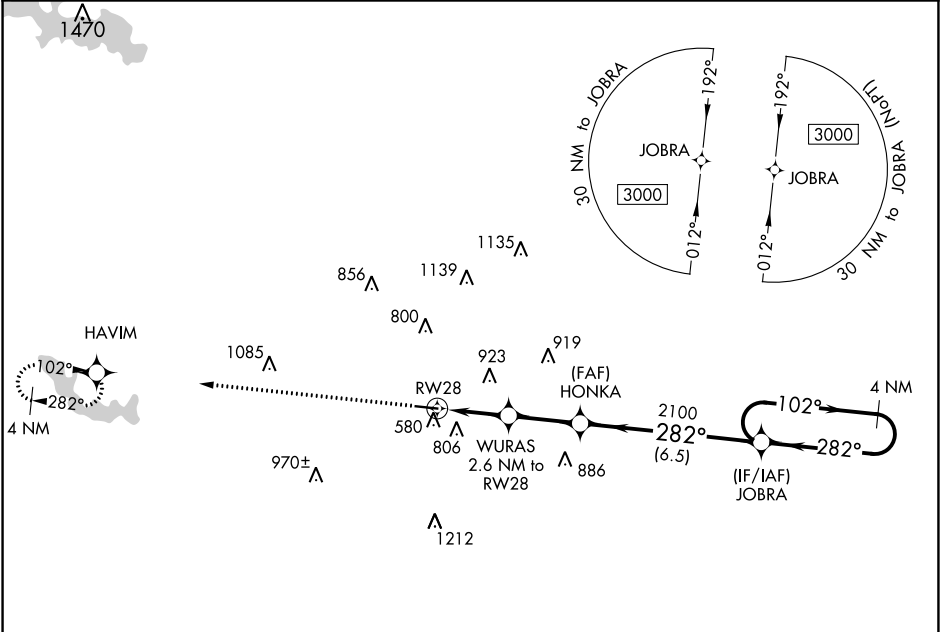 1470
30 NM to JOBRA
192°
JOBRA
3000
012°
192°
3000
JOBRA
012°
30 NM to JOBRA (NoPT)
1135
1139
856
800
919
923
1085
HAVIM
102°
282°
4 NM
RW28
580
806
WURAS
2.6 NM to
RW28
(FAF)
HONKA
886
2100
282°
(6.5)
102°
4 NM
282°
(IF/IAF)
JOBRA
970±
1212